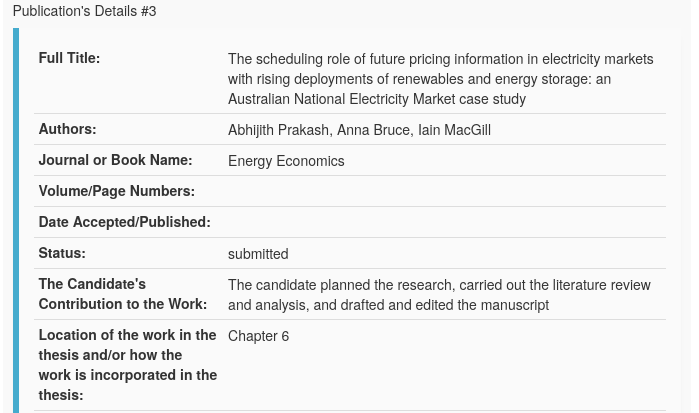 Publication's Details #3
Full Title:
The scheduling role of future pricing information in electricity markets
with rising deployments of renewables and energy storage: an
Australian National Electricity Market case study
Authors:
Abhijith Prakash, Anna Bruce, Iain MacGill
Journal or Book Name:
Energy Economics
Volume/Page Numbers:
Date Accepted/Published:
Status:
submitted
The Candidate's
Contribution to the Work:
The candidate planned the research, carried out the literature review
and analysis, and drafted and edited the manuscript
Location of the work in the
thesis and/or how the
work is incorporated in the
thesis:
Chapter 6